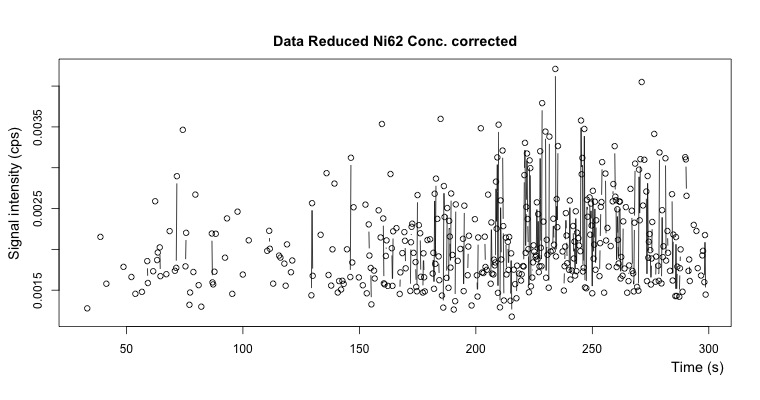 Data Reduced Ni62 Conc. corrected
Signal intensity (cps)
0.0035
0.0025
0.0015
50 100 150 200 250 300
Time (s)